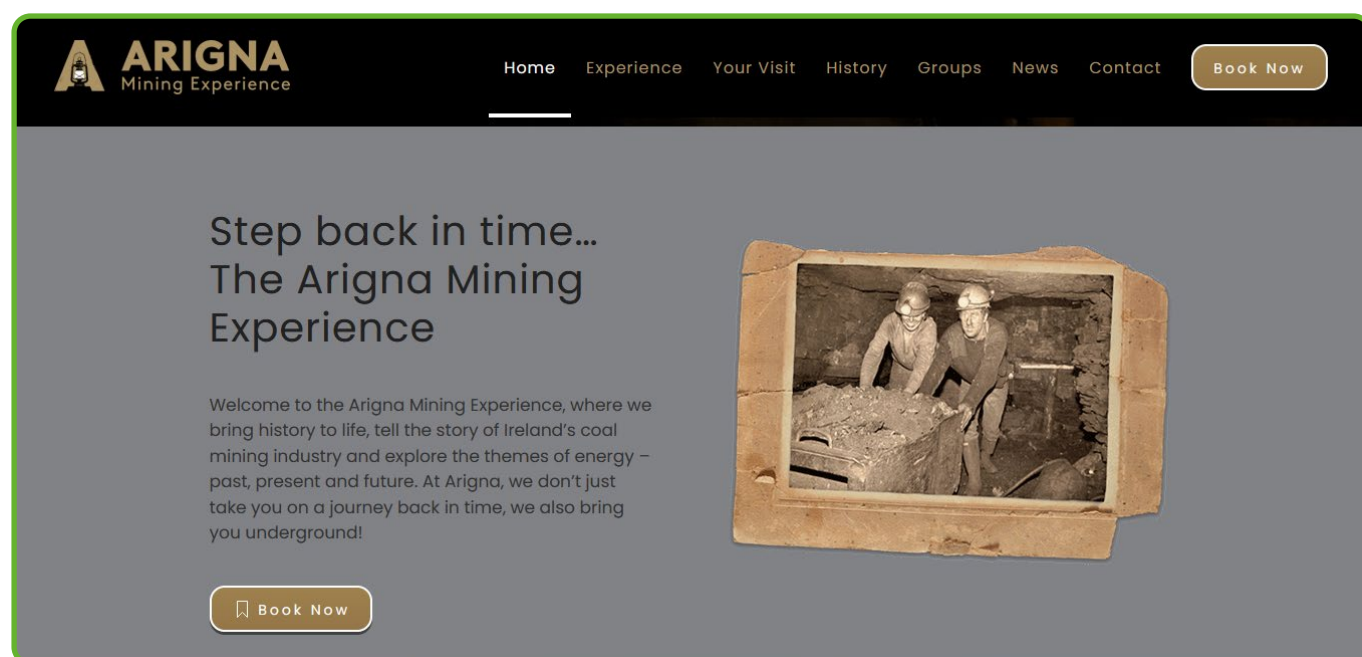 ARIGNA
Mining Experience
Home Experience Your Visit History Groups News Contact Book Now
Step back in time...
The Arigna Mining
Experience
Welcome to the Arigna Mining Experience, where we
bring history to life, tell the story of Ireland’s coal
mining industry and explore the themes of energy –
past, present and future. At Arigna, we don’t just
take you on a journey back in time, we also bring
you underground!
Book Now